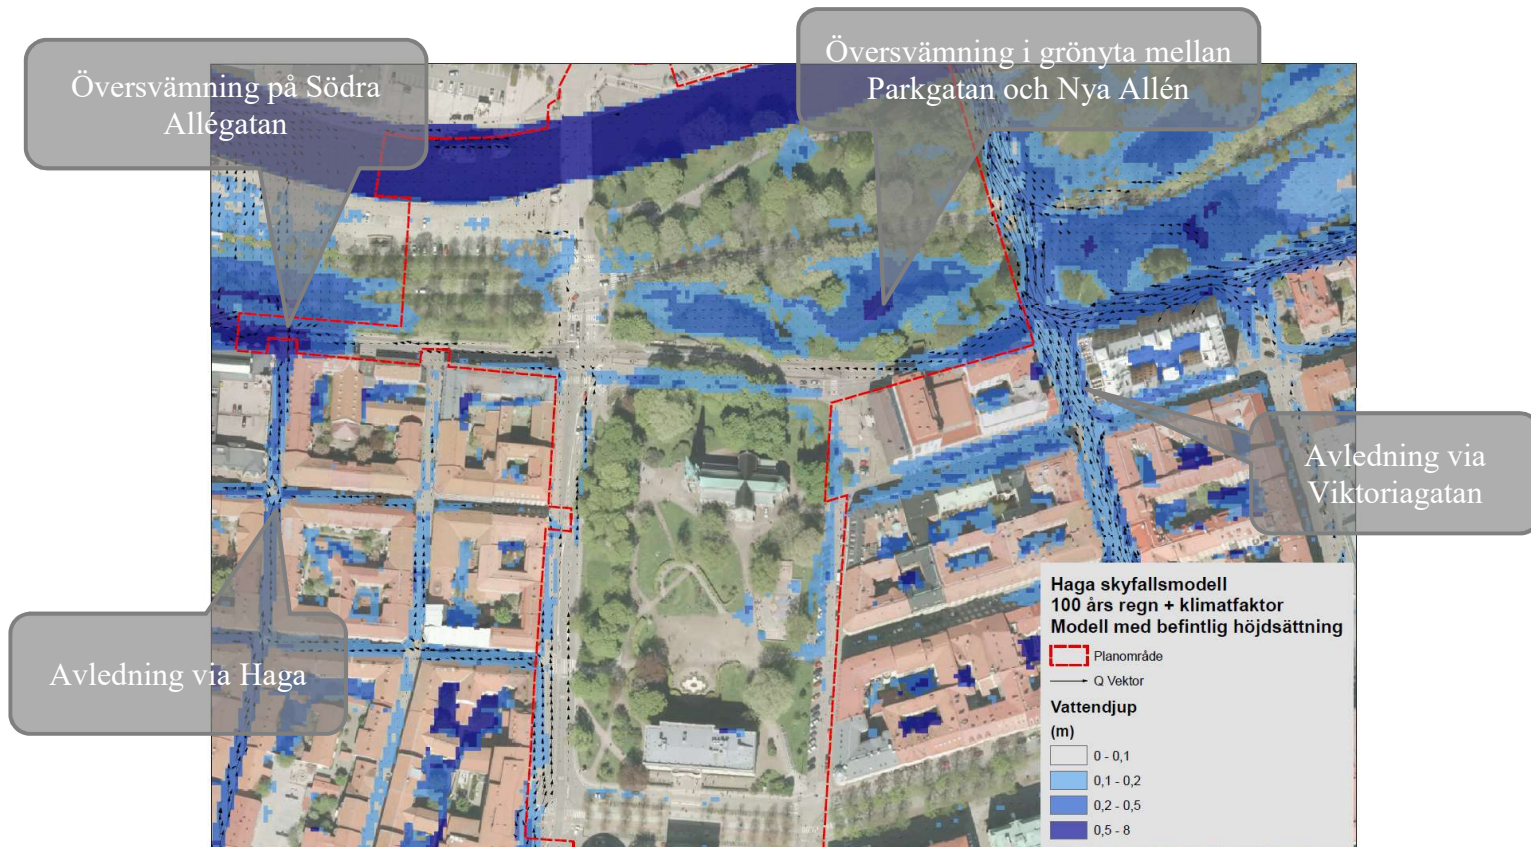 Översvämning på Södra
Allégatan
Översvämning i grönyta mellan
Parkgatan och Nya Allén
Avledning via
Viktoriagatan
Avledning via Haga
Haga skyfallsmodell
100 års regn + klimatfaktor
Modell med befintlig höjdsättning
Planområde
Q Vektor
Vattendjup
(m)
0 - 0,1
0,1 - 0,2
0,2 - 0,5
0,5 - 8